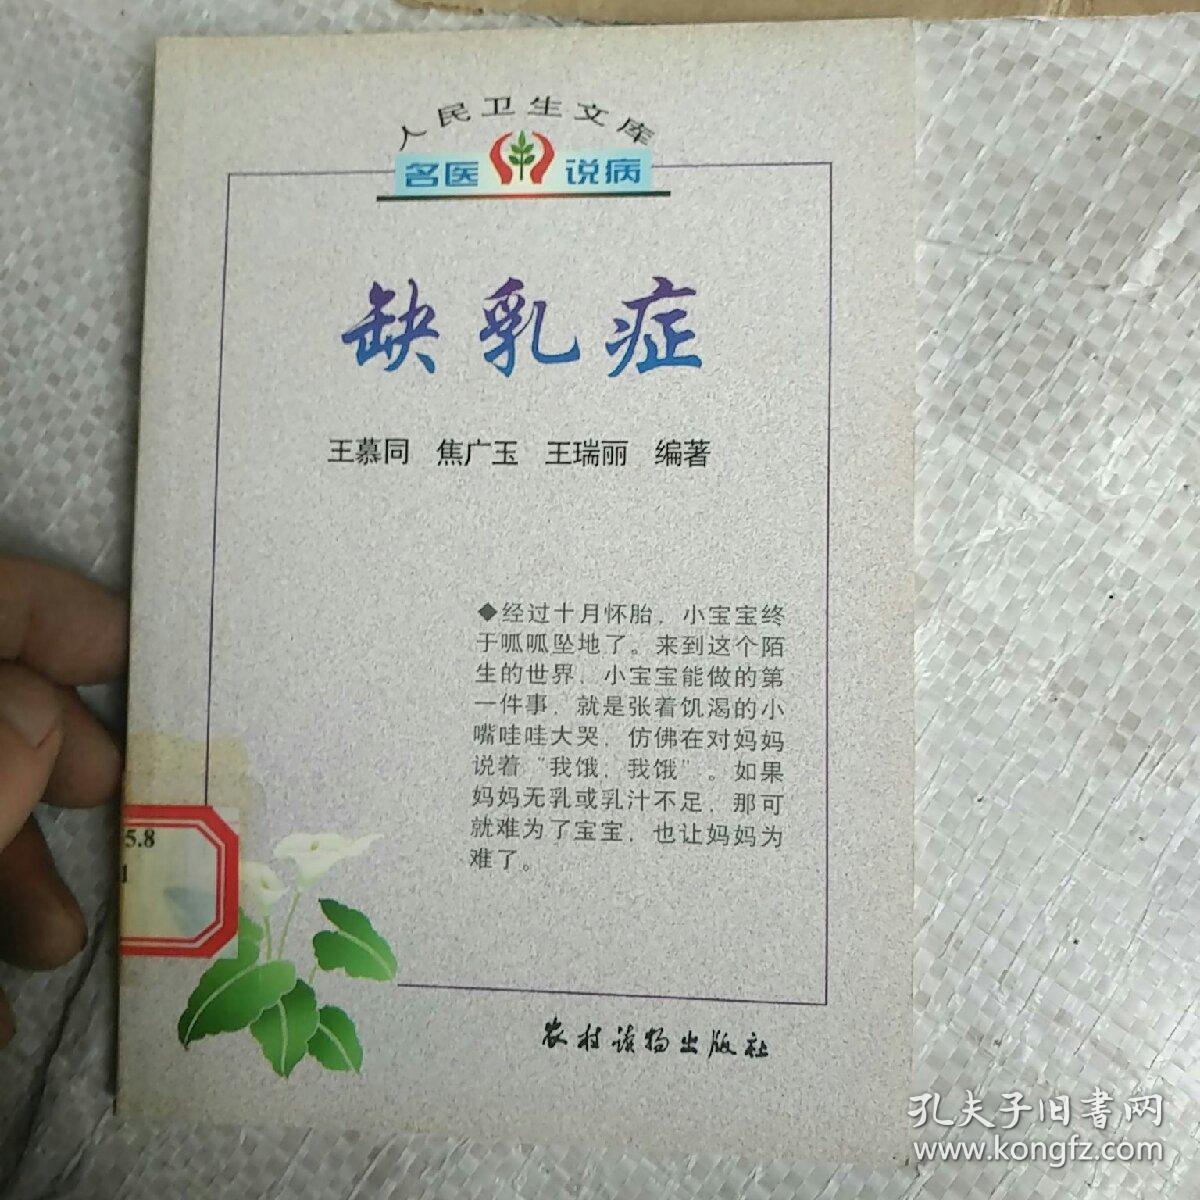 人民卫生文库
名医说病
缺乳症
王慕同 焦广玉 王瑞丽 编著
◆经过十月怀胎，小宝宝终
于呱呱坠地了。来到这个陌
生的世界，小宝宝能做的第
一件事，就是张着饥渴的小
嘴哇哇大哭，仿佛在对妈妈
说着“我饿，我饿”。如果
妈妈无乳或乳汁不足，那可
就难为了宝宝，也让妈妈为
难了。
5.8
1
农村读物出版社
孔夫子旧书网
www.kongfz.com